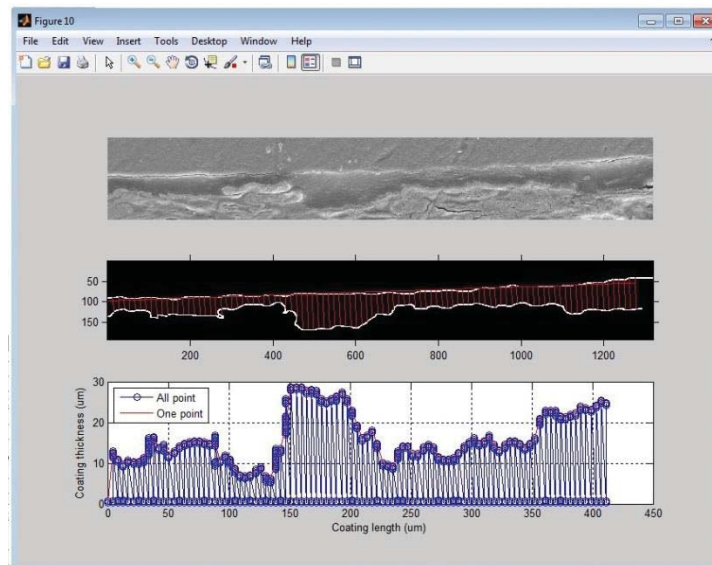 Figure 10
File Edit View Insert Tools Desktop Window Help
50
100
150
200 400 600 800 1000 1200
30
20
10
0
All point
One point
Coating thickness (um)
0 50 100 150 200 250 300 350 400 450
Coating length (um)